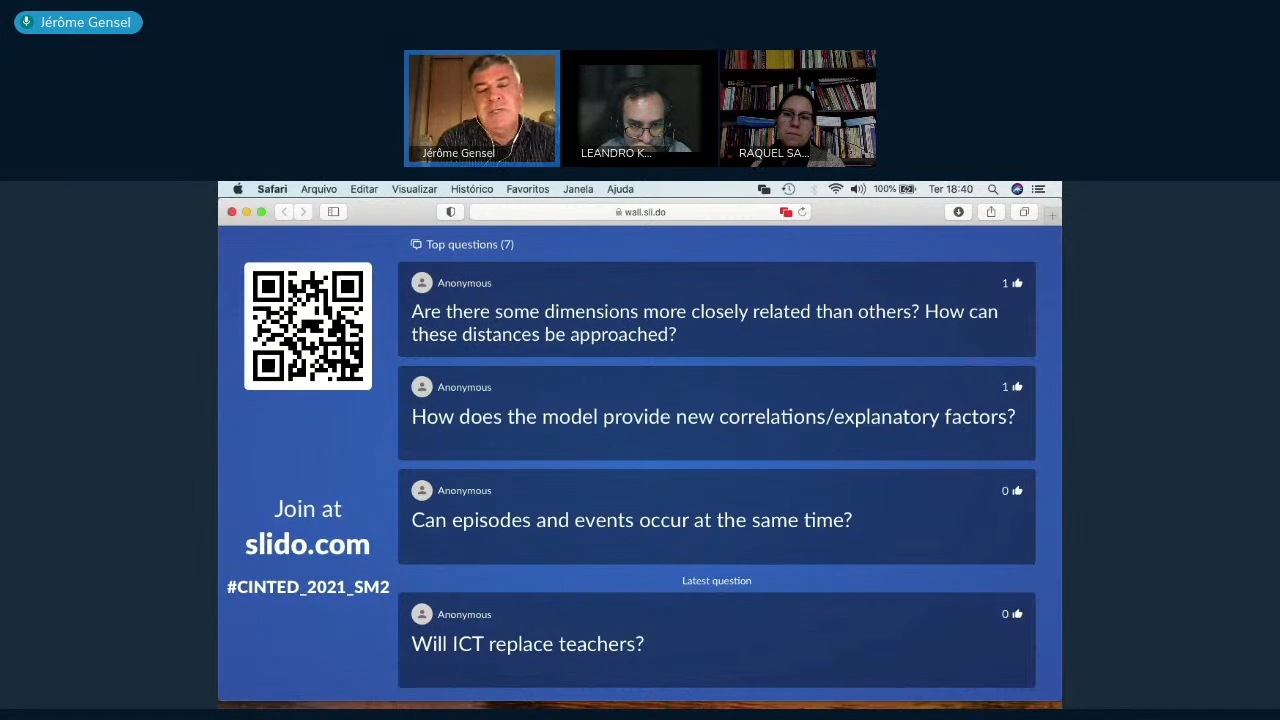 Jérôme Gensel
Jérôme Gensel
LEANDRO K...
RAQUEL SA...
Safari Arquivo Editar Visualizar Histórico Favoritos Janela Ajuda 100% Ter 18:40
wall.sli.do
Top questions (7)
Anonymous 1
Are there some dimensions more closely related than others? How can
these distances be approached?
Anonymous 1
How does the model provide new correlations/explanatory factors?
Anonymous 0
Can episodes and events occur at the same time?
Latest question
Anonymous 0
Will ICT replace teachers?
Join at
slido.com
#CINTED_2021_SM2